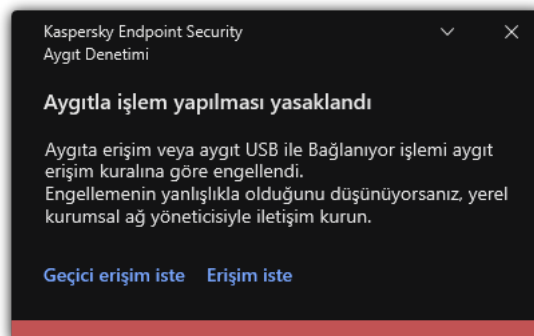 Kaspersky Endpoint Security
Aygıt Denetimi
Aygıtla işlem yapılması yasaklandı
Aygıta erişim veya aygıt USB ile Bağlanıyor işlemi aygıt
erişim kuralına göre engellendi.
Engellemenin yanlışlıkla olduğunu düşünüyorsanız, yerel
kurumsal ağ yöneticisiyle iletişim kurun.
Geçici erişim iste Erişim iste